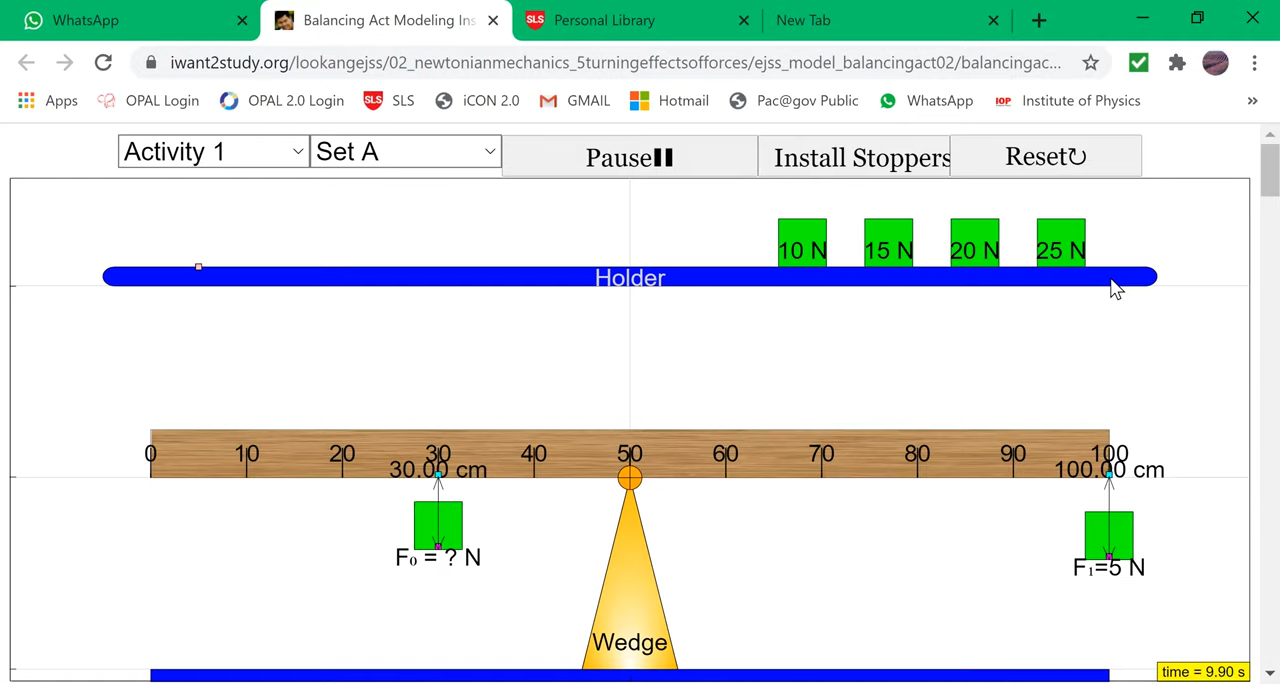 WhatsApp
Balancing Act Modeling Ins
SLS Personal Library
New Tab
iwant2study.org/lookangejss/02_newtonianmechanics_5turningeffectsofforces/ejss_model_balancingact02/balancingac...
Apps OPAL Login OPAL 2.0 Login SLS SLS iCON 2.0 GMAIL Hotmail Pac@gov Public WhatsApp IOP Institute of Physics »
Activity 1 Set A Pause Install Stoppers Reset↻
10 N 15 N 20 N 25 N
Holder
0 10 20 30 40 50 60 70 80 90 100
30.00 cm 100.00 cm
F₀ = ? N
F₁=5 N
Wedge
time = 9.90 s